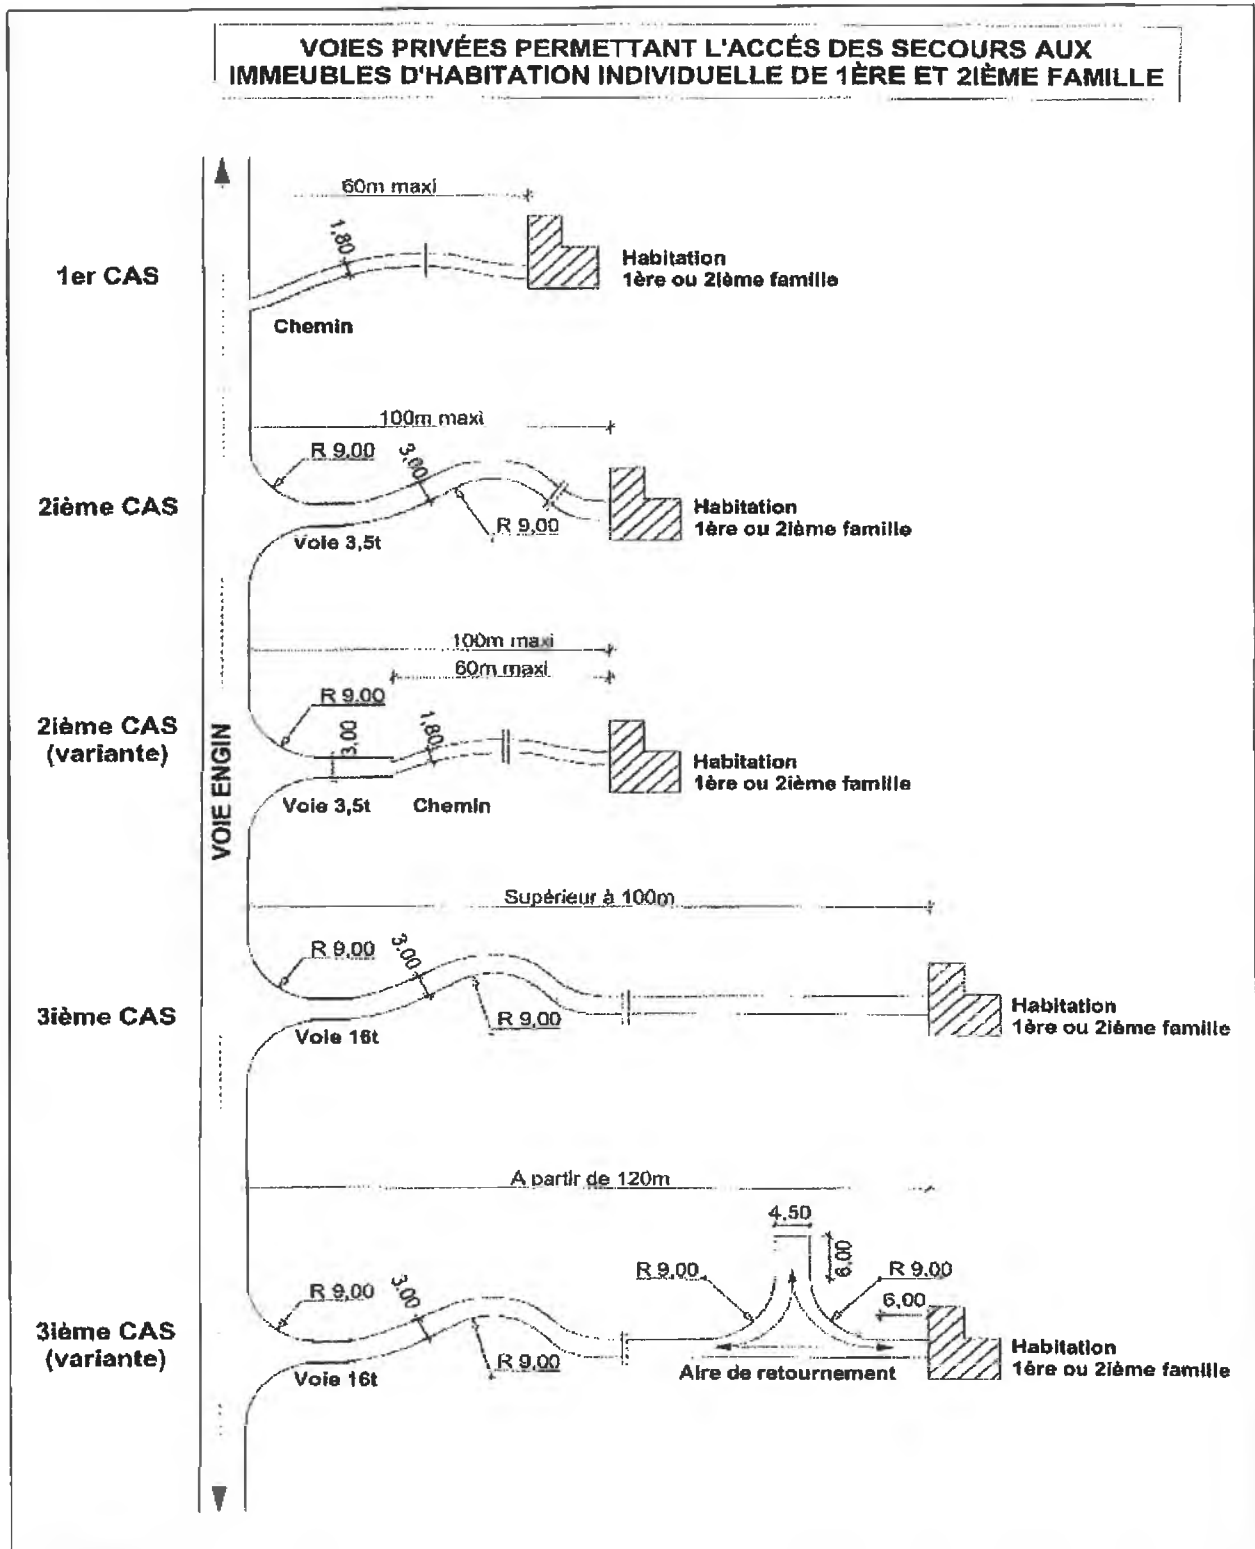 VOIES PRIVÉES PERMETTANT L'ACCÉS DES SECOURS AUX
IMMEUBLES D'HABITATION INDIVIDUELLE DE 1ÈRE ET 2IÈME FAMILLE
60m maxi
1,80
1er CAS
Habitation
1ère ou 2ième famille
Chemin
100m maxi
R 9,00
3,00
2ième CAS
R 9,00
Habitation
1ère ou 2ième famille
Voie 3,5t
100m maxi
60m maxi
R 9,00
3,00
1,80
2ième CAS
(variante)
Habitation
1ère ou 2ième famille
Voie 3,5t
Chemin
VOIE ENGIN
Supérieur à 100m
R 9,00
3,00
3ième CAS
R 9,00
Habitation
1ère ou 2ième famille
Voie 16t
A partir de 120m
4,50
6,00
R 9,00
3,00
R 9,00
R 9,00
6,00
3ième CAS
(variante)
R 9,00
Habitation
1ère ou 2ième famille
Voie 16t
Aire de retournement